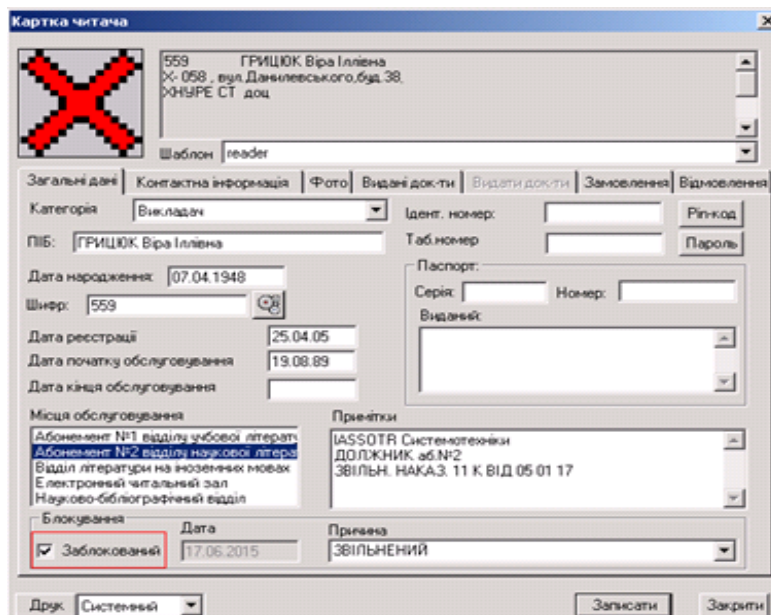 Картка читача
559 ГРИЦЮК Віра Іллівна
Х- 058 , вул.Данилевського,буд.38,
ХНУРЕ СТ доц
Шаблон reader
Загальні дані Контактна інформація Фото Видані док-ти Видати док-ти Замовлення Відмовлення
Категорія Викладач Ідент. номер: Pin-код
ПІБ: ГРИЦЮК Віра Іллівна Таб.номер Пароль
Дата народження: 07.04.1948 Паспорт:
Шифр: 559 Серія: Номер:
Виданий:
Дата реєстрації 25.04.05
Дата початку обслуговування 19.08.89
Дата кінця обслуговування
Місця обслуговування Примітки
Абонемент №1 відділу учбової літерат
Абонемент №2 відділу наукової літера
Відділ літератури на іноземних мовах
Електронний читальний зал
Науково-бібліографічний відділ
IASSOTR Системотехніки
ДОЛЖНИК аб.№2
ЗВІЛЬН. НАКАЗ. 11 К ВІД 05 01 17
Блокування
Дата Причина
Заблокований 17.06.2015 ЗВІЛЬНЕНИЙ
Друк Системний Записати Закрити